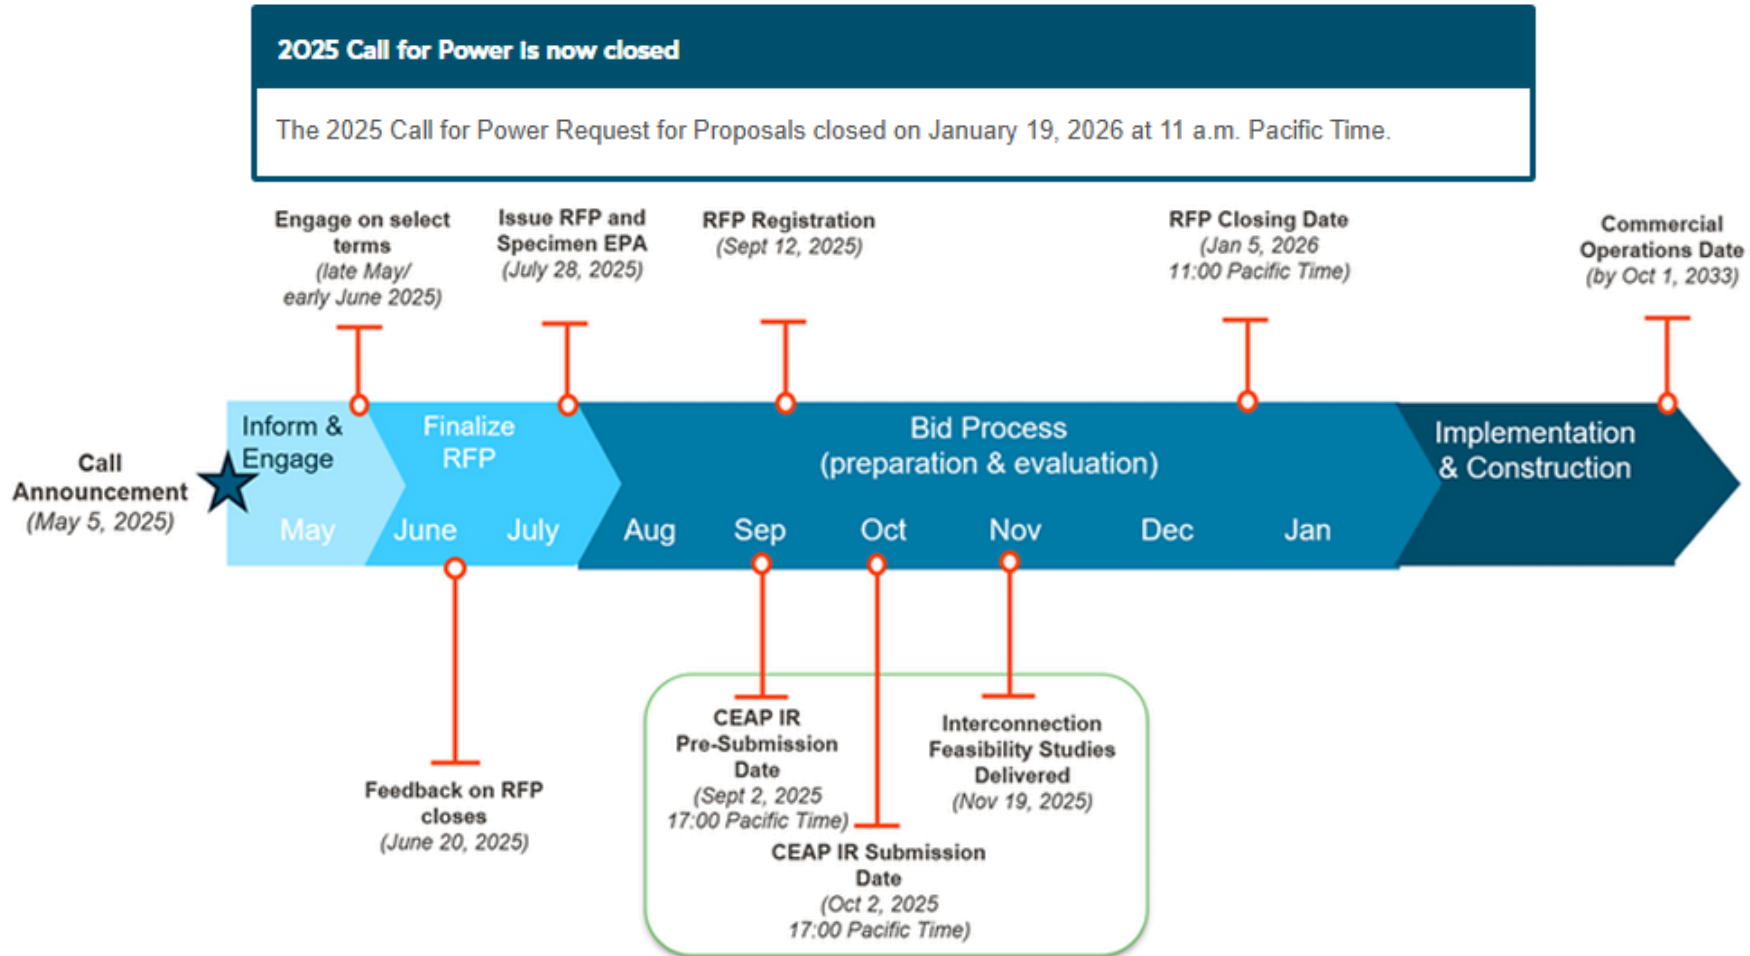 2025 Call for Power is now closed
The 2025 Call for Power Request for Proposals closed on January 19, 2026 at 11 a.m. Pacific Time.
Engage on select
terms
(late May/
early June 2025)
Issue RFP and
Specimen EPA
(July 28, 2025)
RFP Registration
(Sept 12, 2025)
RFP Closing Date
(Jan 5, 2026
11:00 Pacific Time)
Commercial
Operations Date
(by Oct 1, 2033)
Call
Announcement
(May 5, 2025)
Inform &
Engage
Finalize
RFP
Bid Process
(preparation & evaluation)
Implementation
& Construction
May
June
July
Aug
Sep
Oct
Nov
Dec
Jan
Feedback on RFP
closes
(June 20, 2025)
CEAP IR
Pre-Submission
Date
(Sept 2, 2025
17:00 Pacific Time)
CEAP IR Submission
Date
(Oct 2, 2025
17:00 Pacific Time)
Interconnection
Feasibility Studies
Delivered
(Nov 19, 2025)